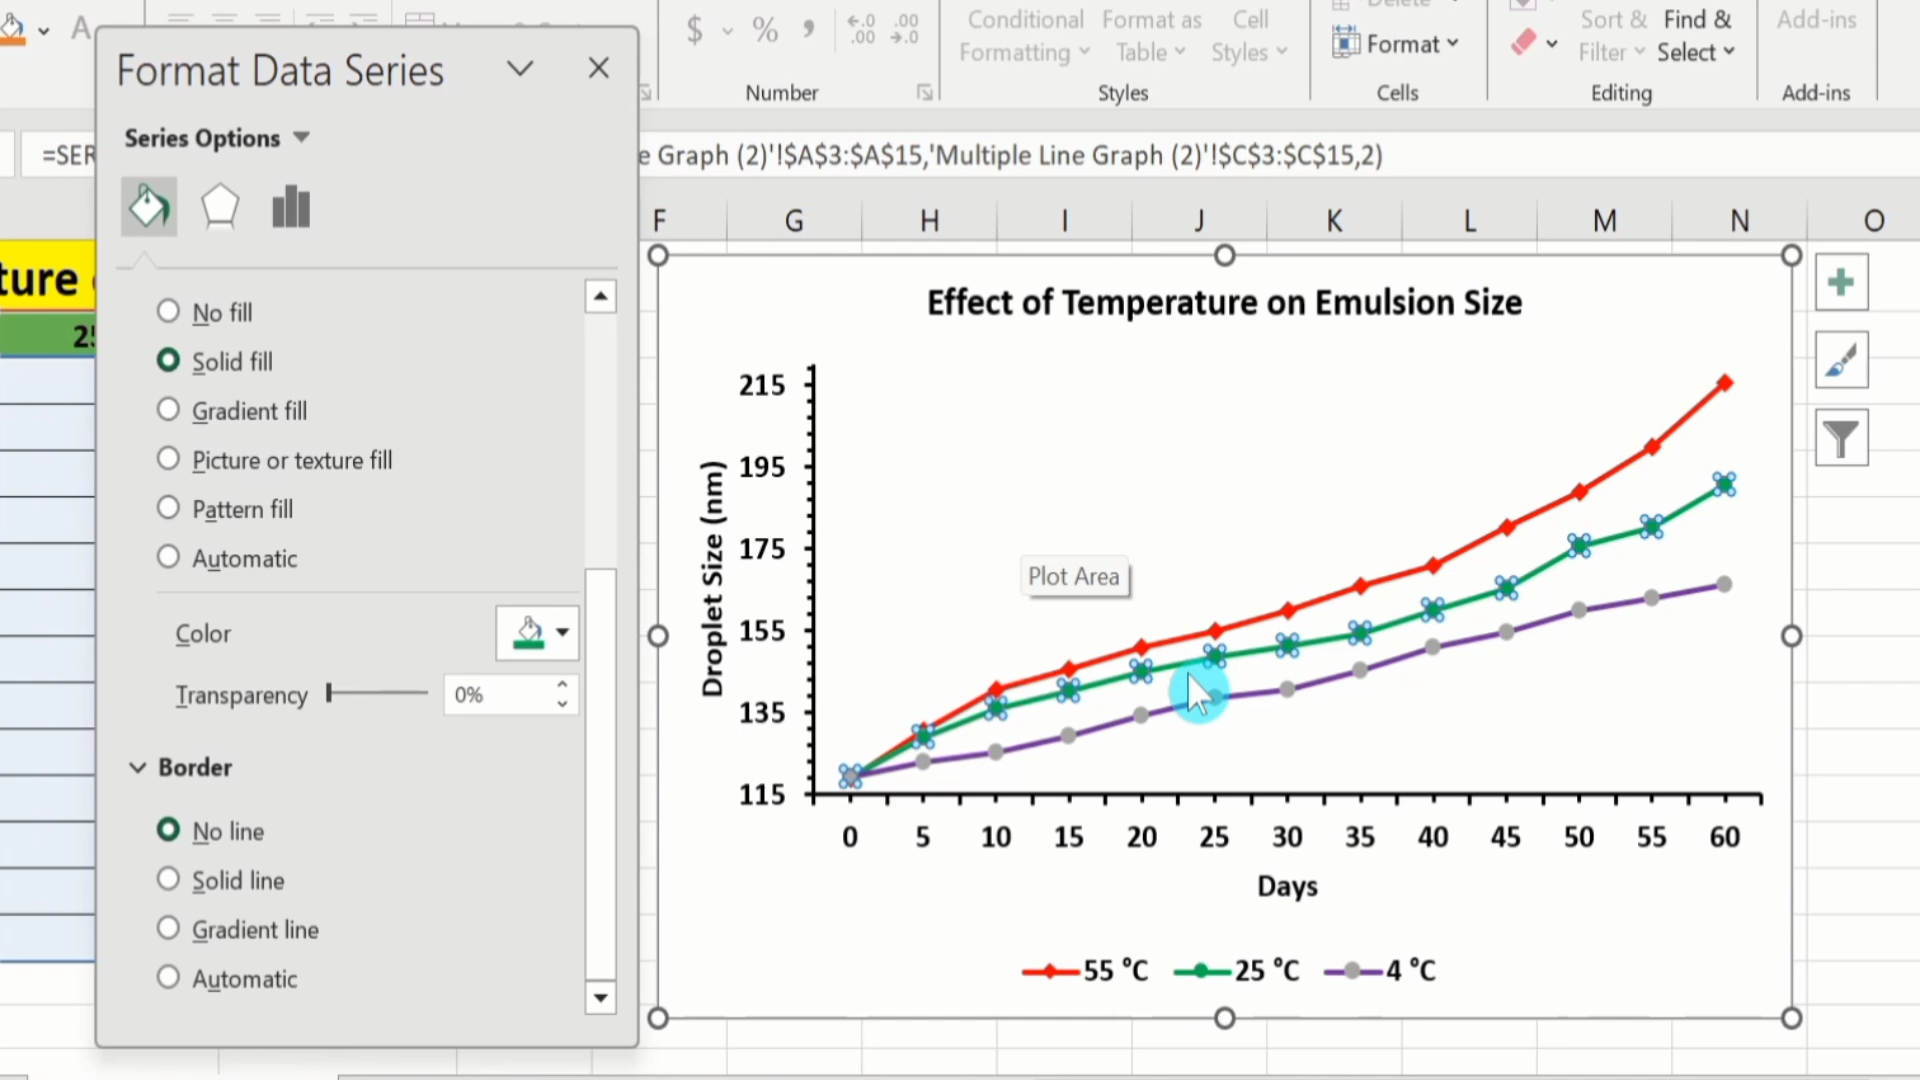 A
$ % , ←.0 .00
.00 →.0
Conditional
Formatting
Format as
Table
Cell
Styles
Delete
Format
Sort &
Filter
Find &
Select
Add-ins
Number
Styles
Cells
Editing
Add-ins
=SER
e Graph (2)'!$A$3:$A$15,'Multiple Line Graph (2)'!$C$3:$C$15,2)
F G H I J K L M N O
ture
Format Data Series
Series Options
No fill
Solid fill
Gradient fill
Picture or texture fill
Pattern fill
Automatic
Color
Transparency 0%
Border
No line
Solid line
Gradient line
Automatic
Effect of Temperature on Emulsion Size
Droplet Size (nm)
215
195
175
155
135
115
Plot Area
0 5 10 15 20 25 30 35 40 45 50 55 60
Days
55 °C 25 °C 4 °C